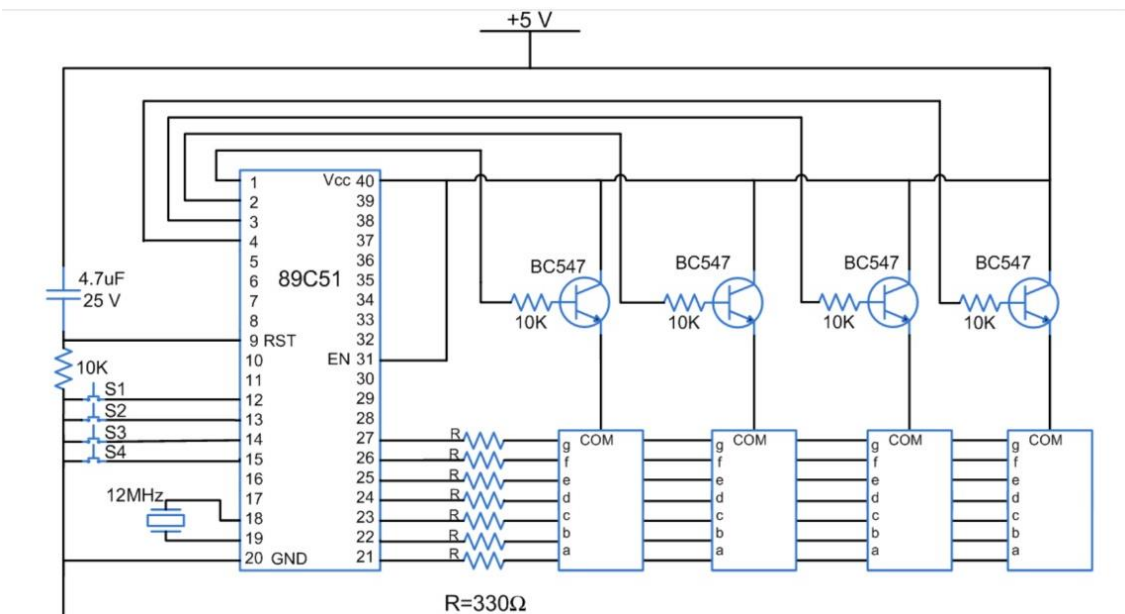 +5 V
4.7uF
25 V
10K
S1
S2
S3
S4
12MHz
89C51
1
2
3
4
5
6
7
8
9 RST
10
11
12
13
14
15
16
17
18
19
20 GND
Vcc 40
39
38
37
36
35
34
33
32
EN 31
30
29
28
27
26
25
24
23
22
21
BC547
10K
BC547
10K
BC547
10K
BC547
10K
R
R
R
R
R
R
R
COM
g
f
e
d
c
b
a
COM
g
f
e
d
c
b
a
COM
g
f
e
d
c
b
a
COM
g
f
e
d
c
b
a
R=330Ω